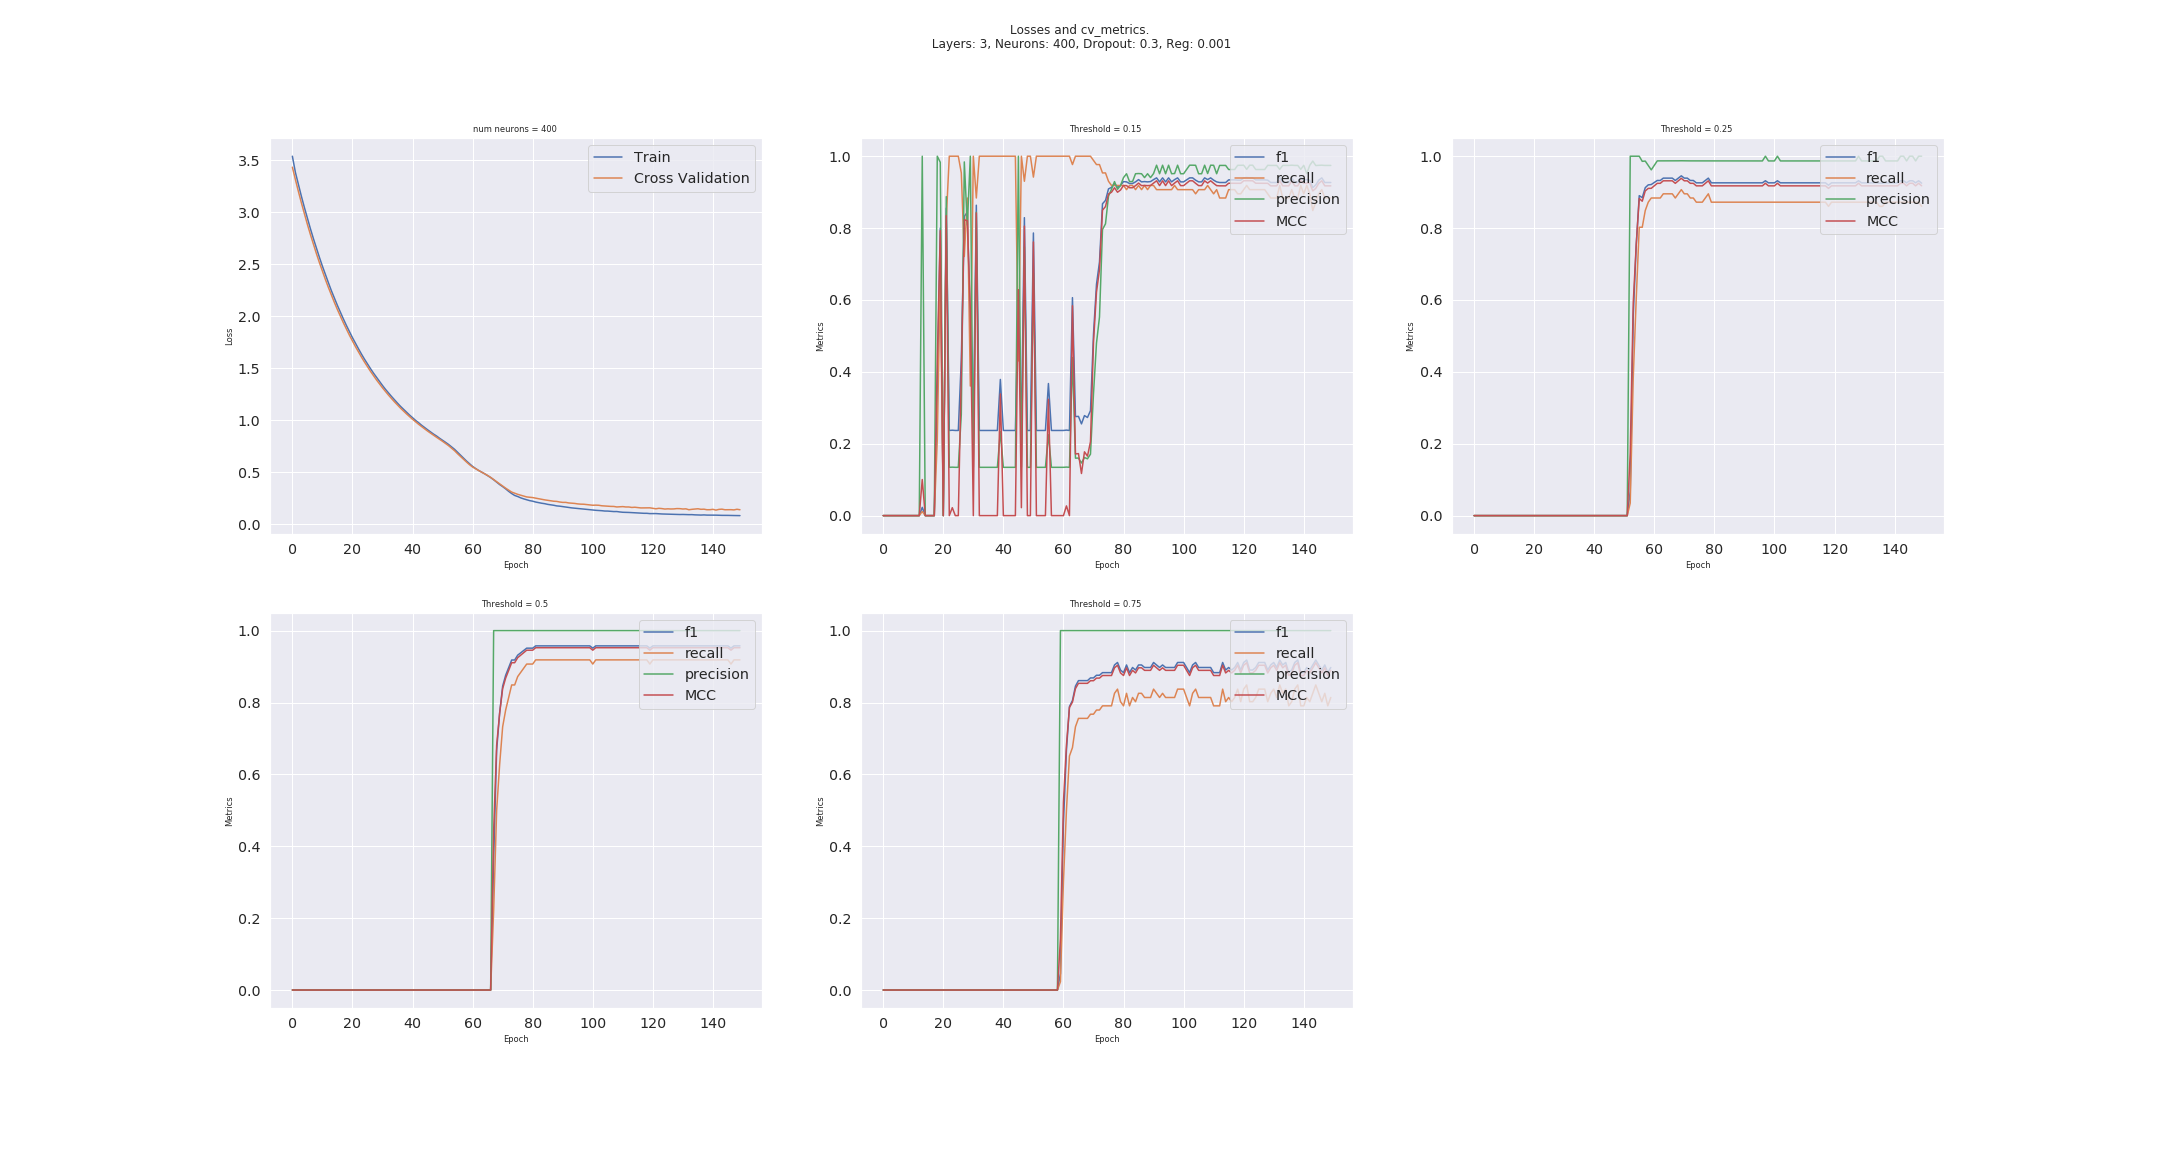 Losses and cv_metrics.
Layers: 3, Neurons: 400, Dropout: 0.3, Reg: 0.001
num neurons = 400
3.5
3.0
2.5
2.0
1.5
1.0
0.5
0.0
Loss
Train
Cross Validation
0 20 40 60 80 100 120 140
Epoch
Threshold = 0.15
1.0
0.8
0.6
0.4
0.2
0.0
Metrics
f1
recall
precision
MCC
0 20 40 60 80 100 120 140
Epoch
Threshold = 0.25
1.0
0.8
0.6
0.4
0.2
0.0
Metrics
f1
recall
precision
MCC
0 20 40 60 80 100 120 140
Epoch
Threshold = 0.5
1.0
0.8
0.6
0.4
0.2
0.0
Metrics
f1
recall
precision
MCC
0 20 40 60 80 100 120 140
Epoch
Threshold = 0.75
1.0
0.8
0.6
0.4
0.2
0.0
Metrics
f1
recall
precision
MCC
0 20 40 60 80 100 120 140
Epoch